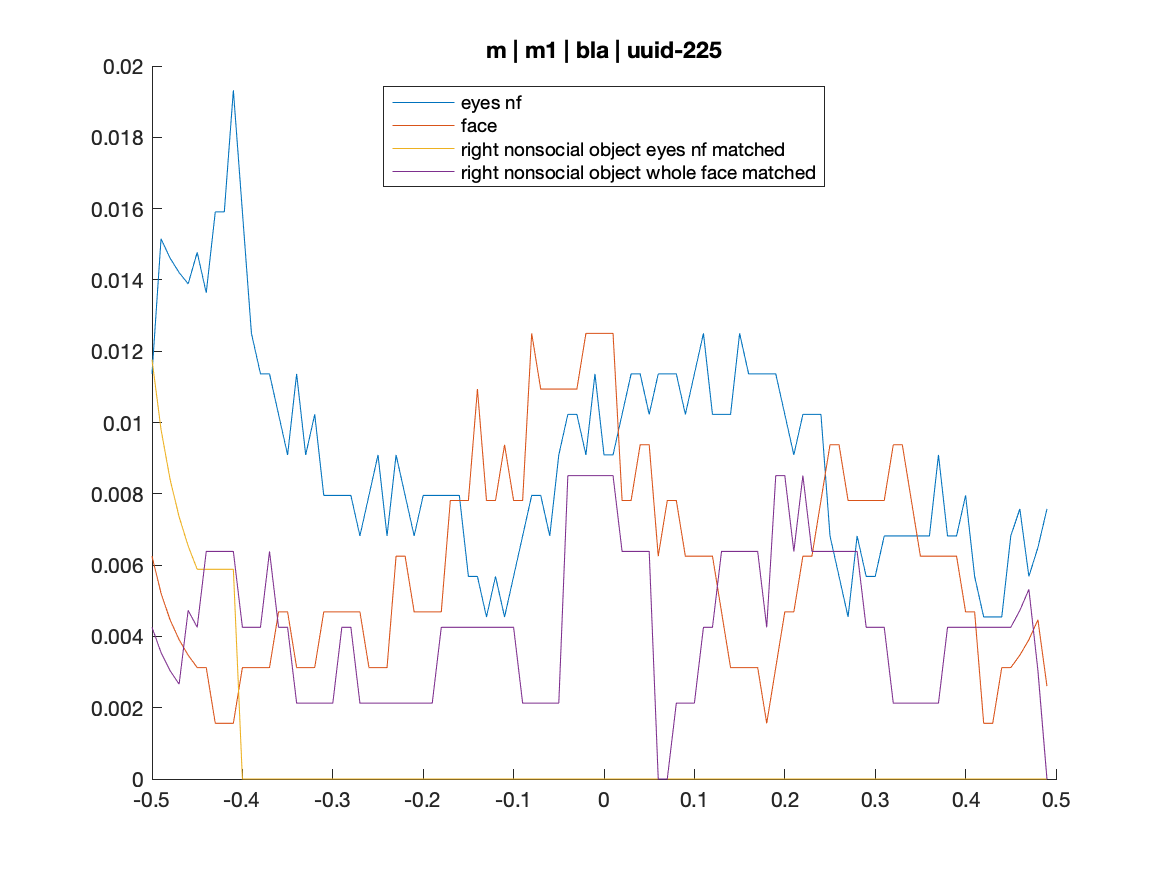 m | m1 | bla | uuid-225
0.02
0.018
0.016
0.014
0.012
0.01
0.008
0.006
0.004
0.002
0
eyes nf
face
right nonsocial object eyes nf matched
right nonsocial object whole face matched
-0.5 -0.4 -0.3 -0.2 -0.1 0 0.1 0.2 0.3 0.4 0.5